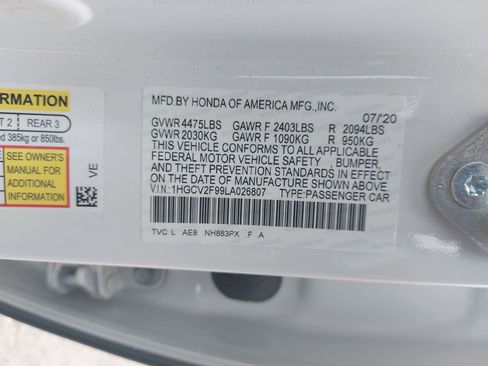 ORMATION
T 2 | REAR 3
ed 385kg or 850lbs.
SEE OWNER'S
MANUAL FOR
ADDITIONAL
INFORMATION
VE
MFD.BY HONDA OF AMERICA MFG.,INC.
07/20
GVWR 4475LBS GAWR F 2403LBS R 2094LBS
GVWR 2030KG GAWR F 1090KG R 950KG
THIS VEHICLE CONFORMS TO ALL APPLICABLE
FEDERAL MOTOR VEHICLE SAFETY, BUMPER,
AND THEFT PREVENTION STANDARDS IN EFFECT
ON THE DATE OF MANUFACTURE SHOWN ABOVE.
V.I.N:1HGCV2F99LA026807 TYPE:PASSENGER CAR
TVC L AE8 NH883PX F A